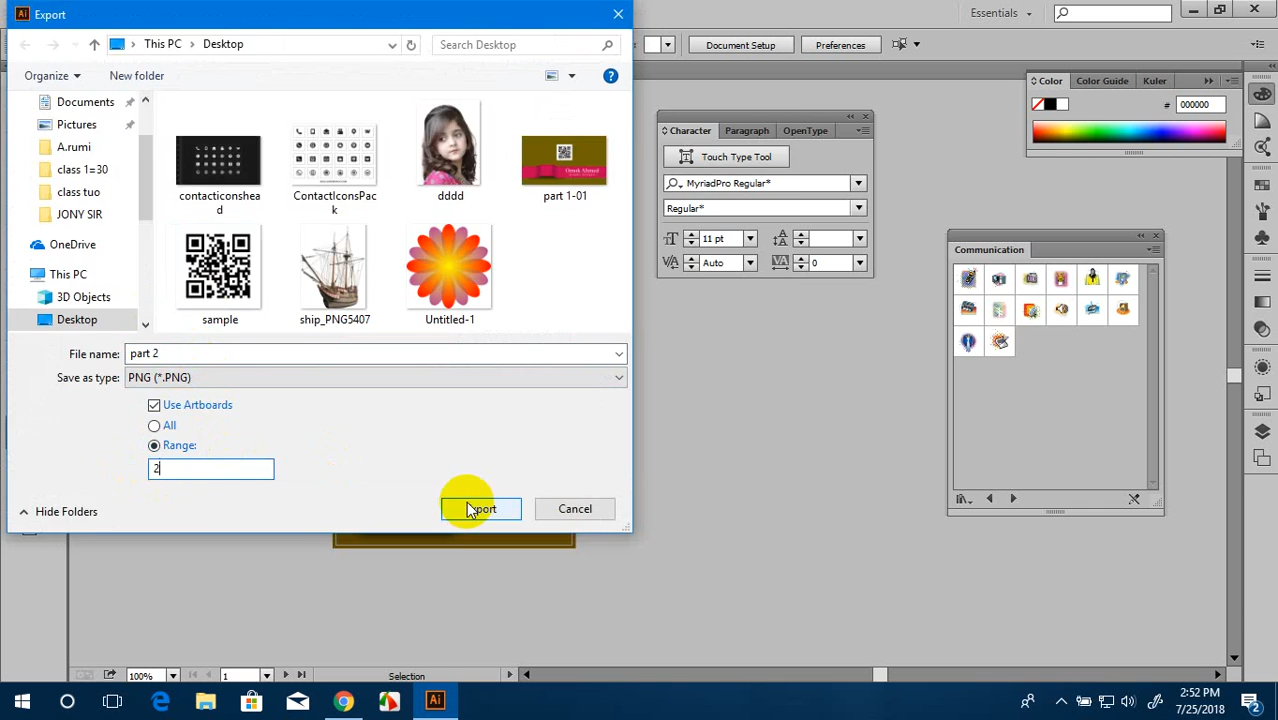 Export
This PC
Desktop
Search Desktop
Organize
New folder
Documents
Pictures
A.rumi
class 1=30
class tuo
JONY SIR
OneDrive
This PC
3D Objects
Desktop
contacticonshea
d
ContactIconsPac
k
dddd
part 1-01
sample
ship_PNG5407
Untitled-1
File name:
part 2
Save as type:
PNG (*.PNG)
Use Artboards
All
Range:
2
Hide Folders
Export
Cancel
Essentials
Document Setup
Preferences
Character
Paragraph
OpenType
Touch Type Tool
MyriadPro Regular*
Regular*
11 pt
Auto
0
Color
Color Guide
Kuler
#
000000
Communication
100%
1
Selection
Ai
2:52 PM
7/25/2018
2